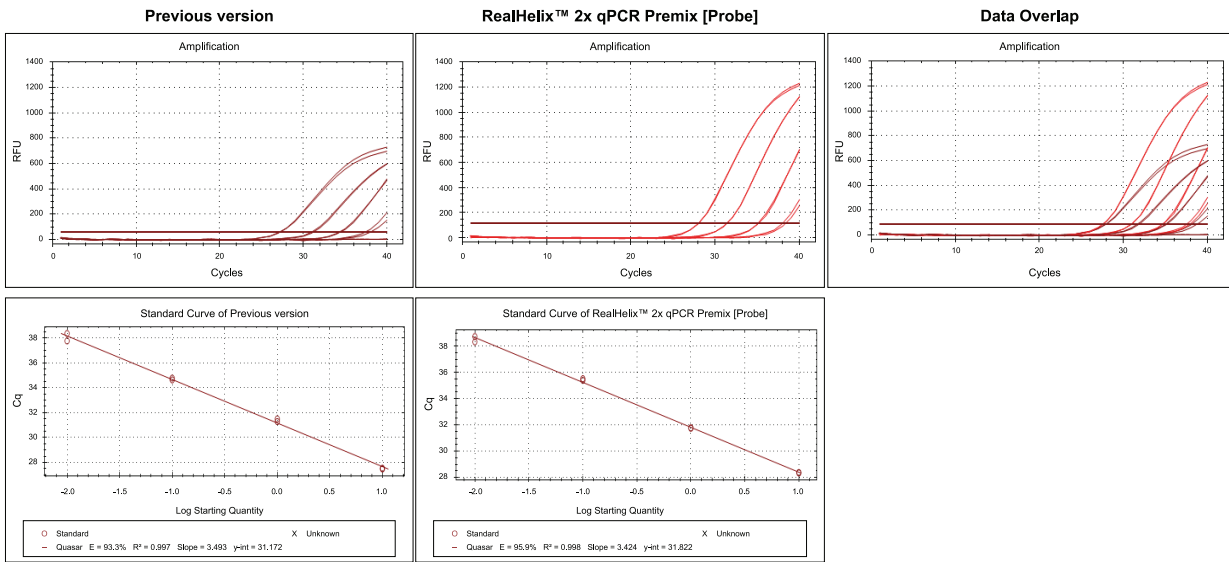 Previous version
RealHelix™ 2x qPCR Premix [Probe]
Data Overlap
Amplification
1400
1200
1000
800
600
400
200
0
RFU
0 10 20 30 40
Cycles
Amplification
1400
1200
1000
800
600
400
200
0
RFU
0 10 20 30 40
Cycles
Amplification
1400
1200
1000
800
600
400
200
0
RFU
0 10 20 30 40
Cycles
Standard Curve of Previous version
38
36
34
32
30
28
Cq
-2.0 -1.5 -1.0 -0.5 0.0 0.5 1.0
Log Starting Quantity
O Standard X Unknown
– Quasar E = 93.3% R² = 0.997 Slope = 3.493 y-int = 31.172
Standard Curve of RealHelix™ 2x qPCR Premix [Probe]
38
36
34
32
30
28
Cq
-2.0 -1.5 -1.0 -0.5 0.0 0.5 1.0
Log Starting Quantity
O Standard X Unknown
– Quasar E = 95.9% R² = 0.998 Slope = 3.424 y-int = 31.822